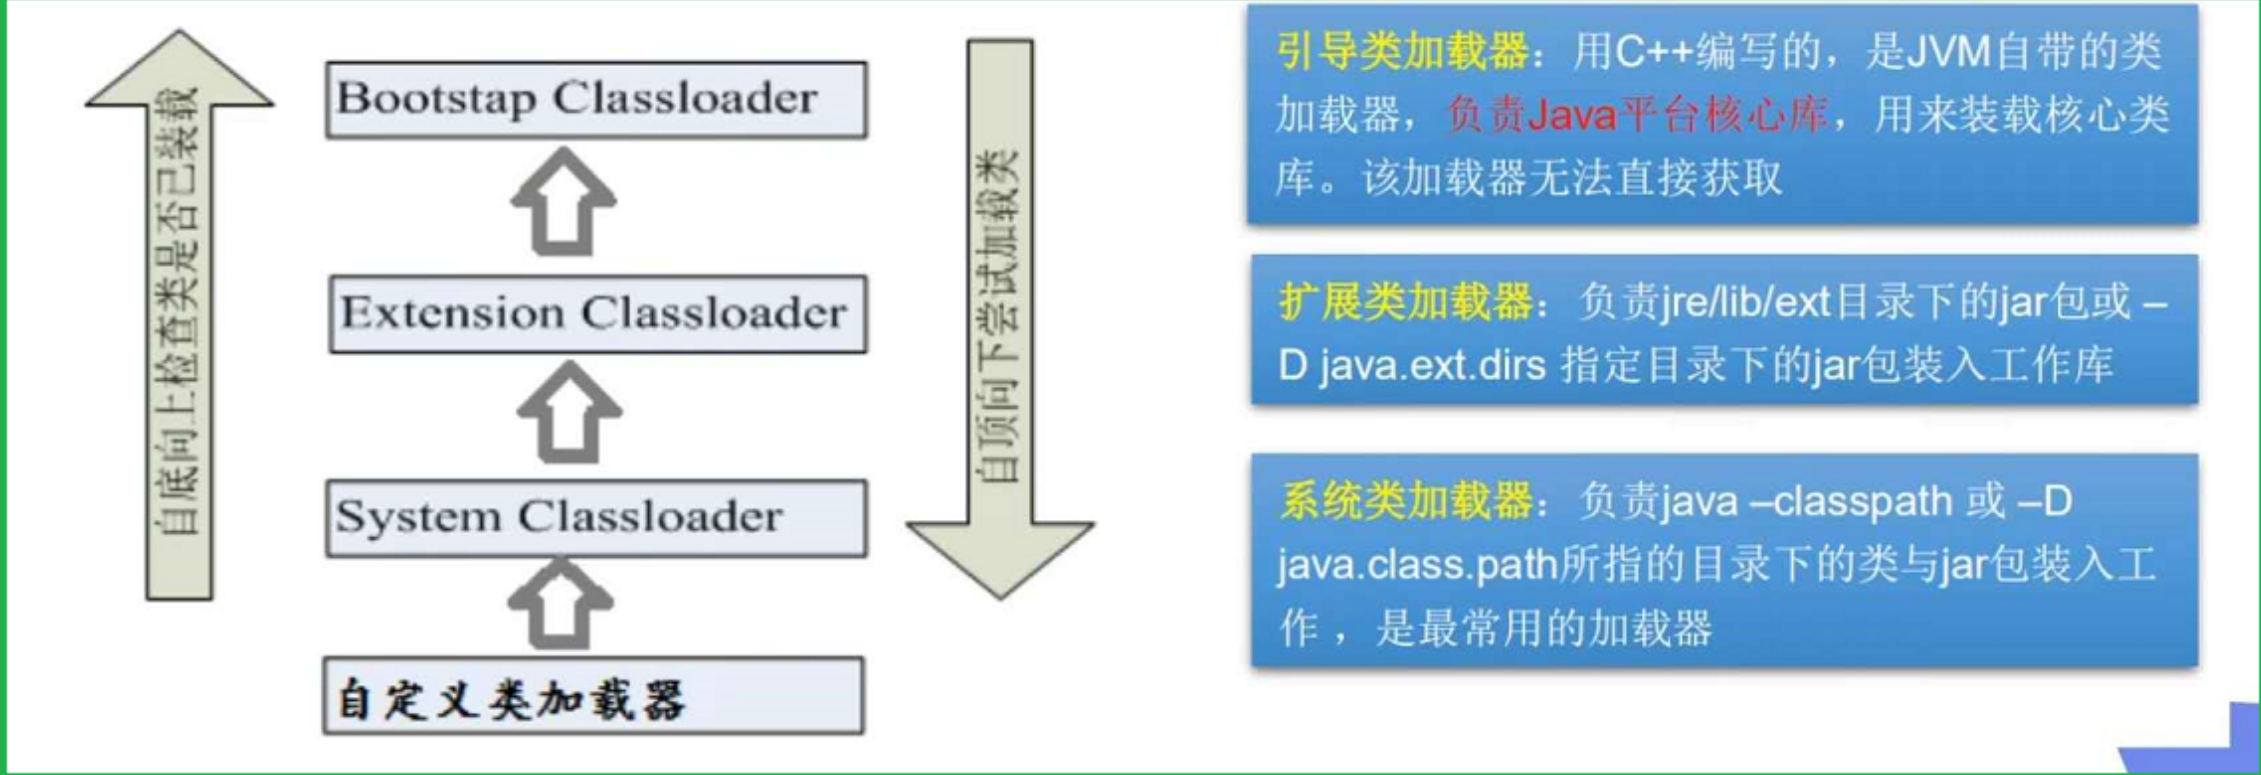 自底向上检查类是否已装载
Bootstap Classloader
Extension Classloader
System Classloader
自定义类加载器
自顶向下尝试加载类
引导类加载器：用C++编写的，是JVM自带的类
加载器，负责Java平台核心库，用来装载核心类
库。该加载器无法直接获取
扩展类加载器：负责jre/lib/ext目录下的jar包或 –
D java.ext.dirs 指定目录下的jar包装入工作库
系统类加载器：负责java –classpath 或 –D
java.class.path所指的目录下的类与jar包装入工
作 ，是最常用的加载器